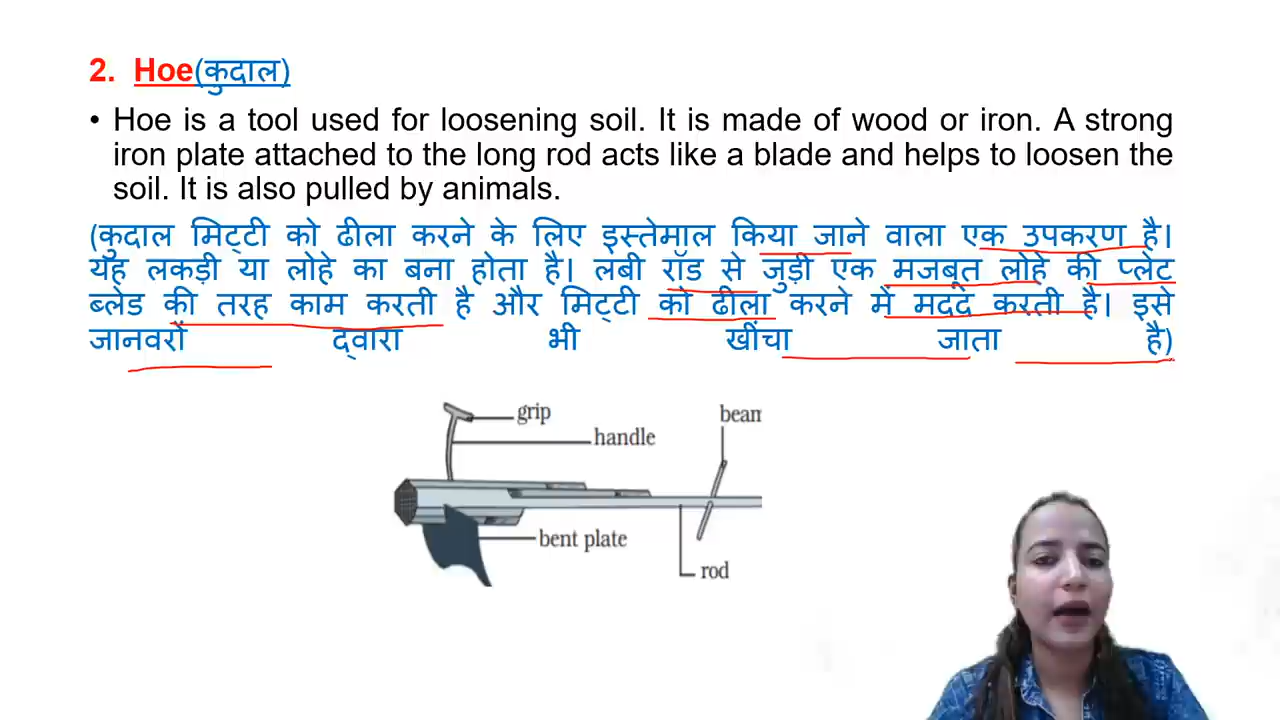 2. Hoe(कुदाल)
• Hoe is a tool used for loosening soil. It is made of wood or iron. A strong
iron plate attached to the long rod acts like a blade and helps to loosen the
soil. It is also pulled by animals.
(कुदाल मिट्टी को ढीला करने के लिए इस्तेमाल किया जाने वाला एक उपकरण है।
यह लकड़ी या लोहे का बना होता है। लंबी रॉड से जुड़ी एक मजबूत लोहे की प्लेट
ब्लेड की तरह काम करती है और मिट्टी को ढीला करने में मदद करती है। इसे
जानवरों द्वारा भी खींचा जाता है)
grip
beam
handle
bent plate
rod